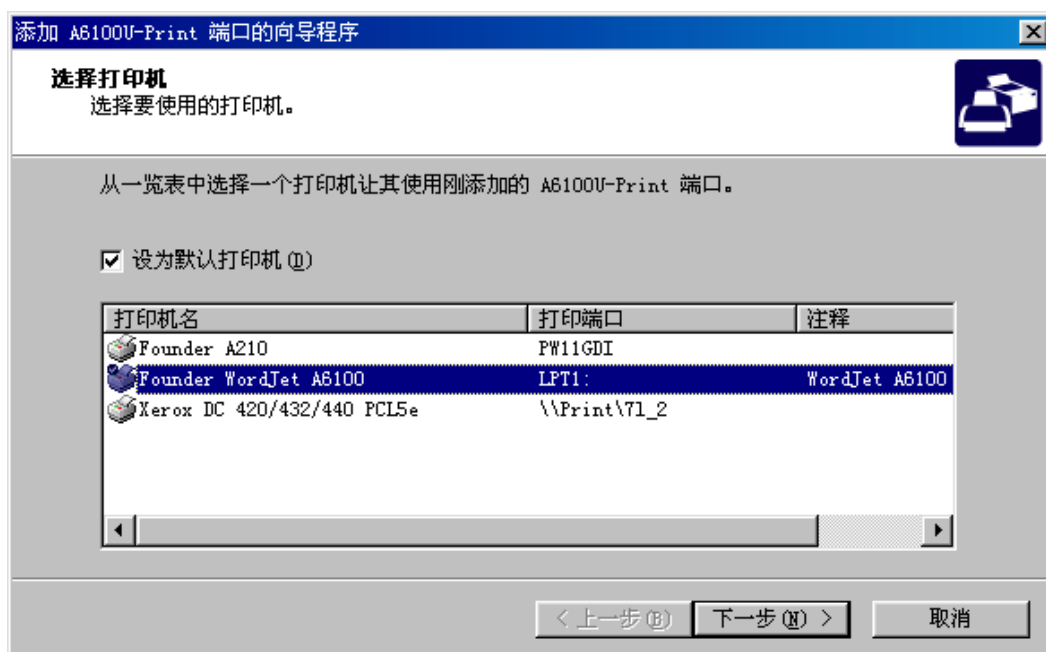 添加 A6100U-Print 端口的向导程序
选择打印机
选择要使用的打印机。
从一览表中选择一个打印机让其使用刚添加的 A6100U-Print 端口。
设为默认打印机(D)
打印机名 打印端口 注释
Founder A210 PW11GDI
Founder WordJet A6100 LPT1: WordJet A6100
Xerox DC 420/432/440 PCL5e \\Print\7l_2
< 上一步(B) 下一步(N) > 取消